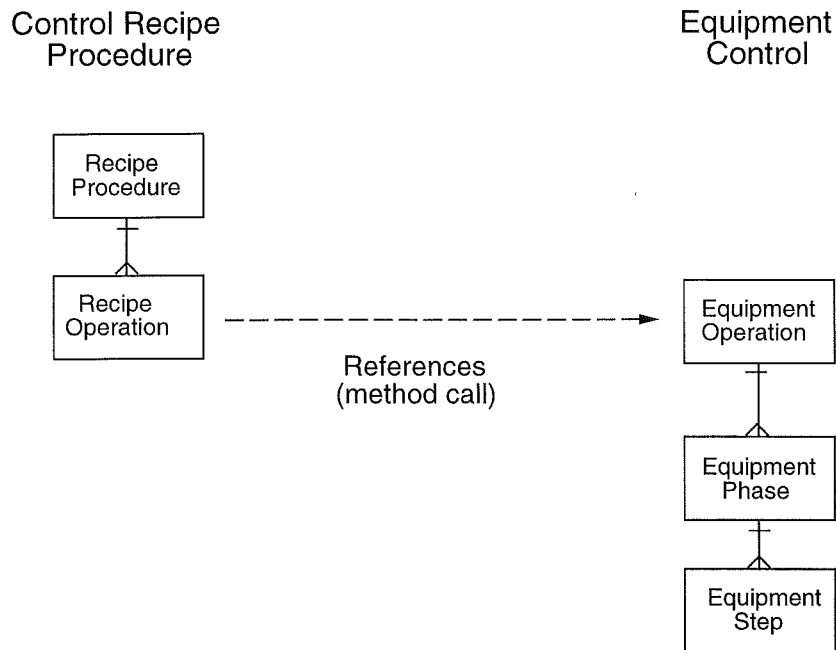 Control Recipe
Procedure
Equipment
Control
Recipe
Procedure
Recipe
Operation
References
(method call)
Equipment
Operation
Equipment
Phase
Equipment
Step